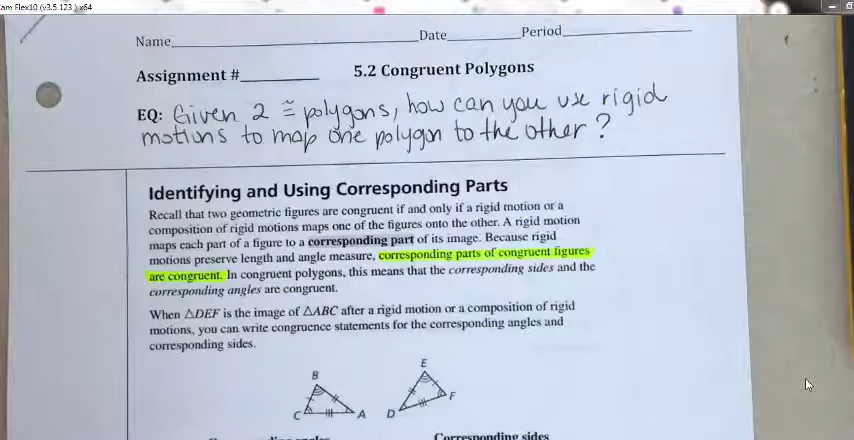 am Flex10 (v3.5.123 ) x64
Name
Date
Period
Assignment #
5.2 Congruent Polygons
EQ: Given 2 ≅ polygons, how can you use rigid
motions to map one polygon to the other?
Identifying and Using Corresponding Parts
Recall that two geometric figures are congruent if and only if a rigid motion or a
composition of rigid motions maps one of the figures onto the other. A rigid motion
maps each part of a figure to a corresponding part of its image. Because rigid
motions preserve length and angle measure, corresponding parts of congruent figures
are congruent. In congruent polygons, this means that the corresponding sides and the
corresponding angles are congruent.
When △DEF is the image of △ABC after a rigid motion or a composition of rigid
motions, you can write congruence statements for the corresponding angles and
corresponding sides.
B
C
A
E
D
F
Corresponding sides